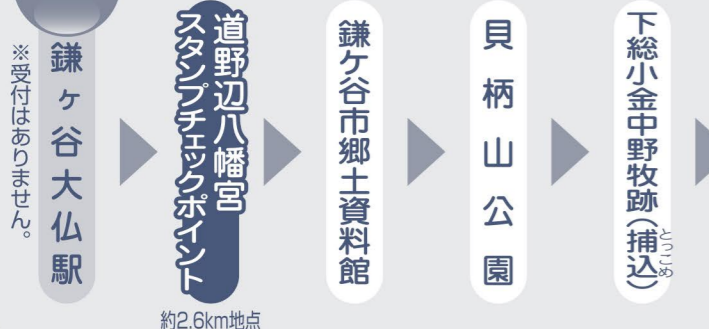 鎌ヶ谷大仏駅
※受付はありません。
道野辺八幡宮
スタンプチェックポイント
約2.6km地点
鎌ケ谷市郷土資料館
貝柄山公園
下総小金中野牧跡(捕込)
とっこめ